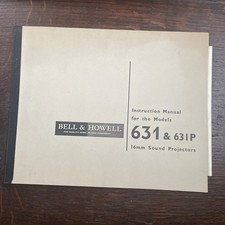 Instruction Manual
for the Models
BELL & HOWELL
631 & 631P
16mm Sound Projectors